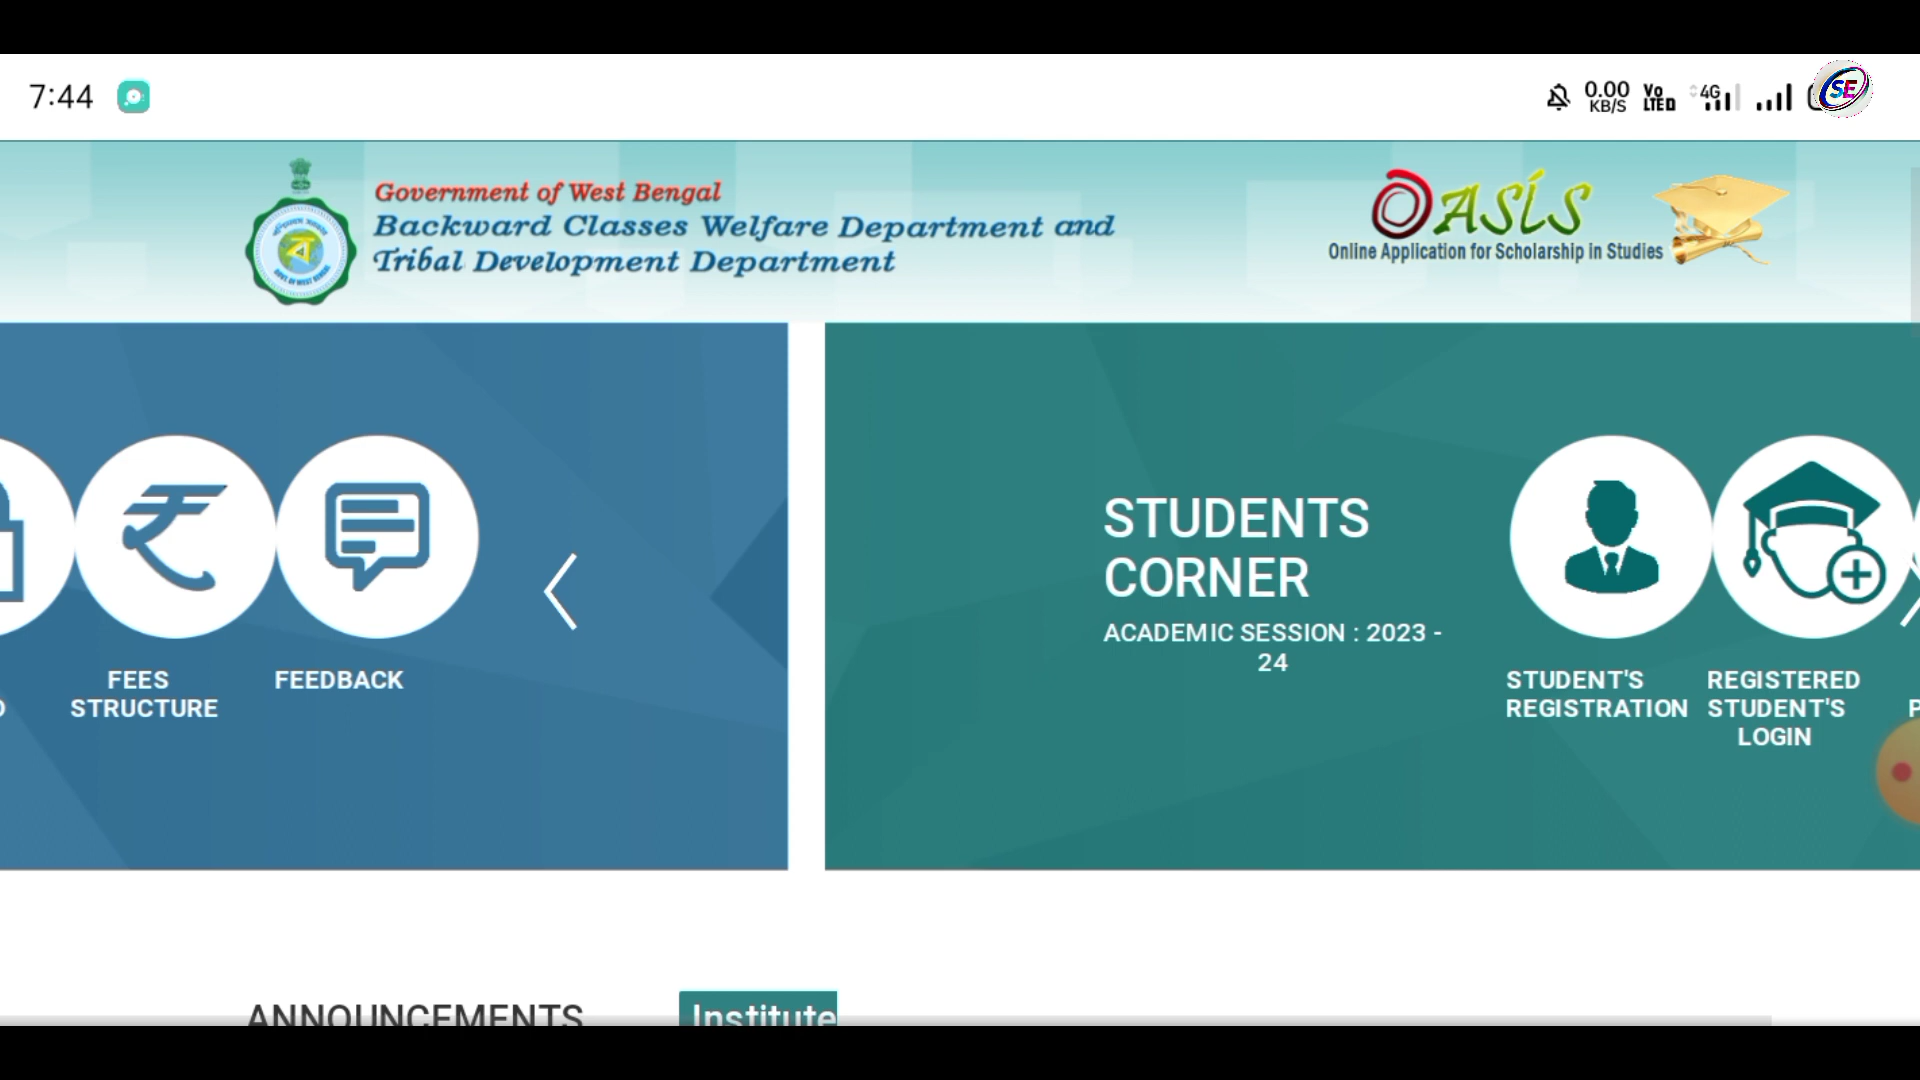 7:44
0.00
KB/S
Vo
LTE
4G
SE
Government of West Bengal
Backward Classes Welfare Department and
Tribal Development Department
OASIS
Online Application for Scholarship in Studies
FEES
STRUCTURE
FEEDBACK
STUDENTS
CORNER
ACADEMIC SESSION : 2023 -
24
STUDENT'S
REGISTRATION
REGISTERED
STUDENT'S
LOGIN
ANNOUNCEMENTS
Institute